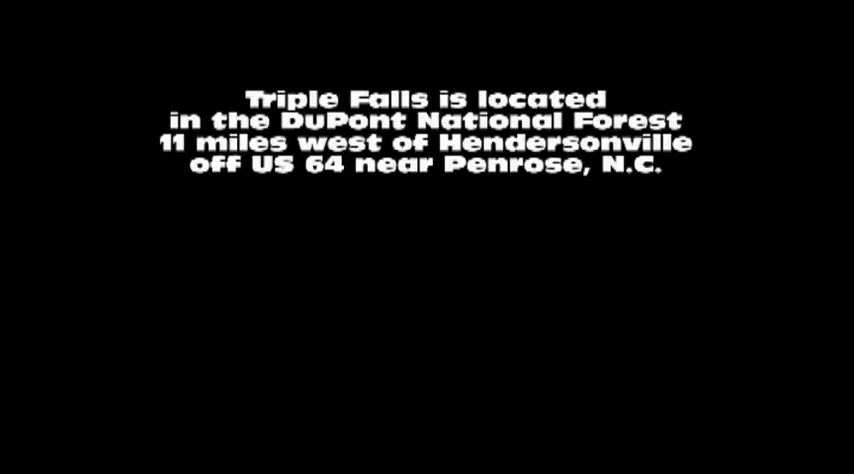 Triple Falls is located
in the DuPont National Forest
11 miles west of Hendersonville
off US 64 near Penrose, N.C.